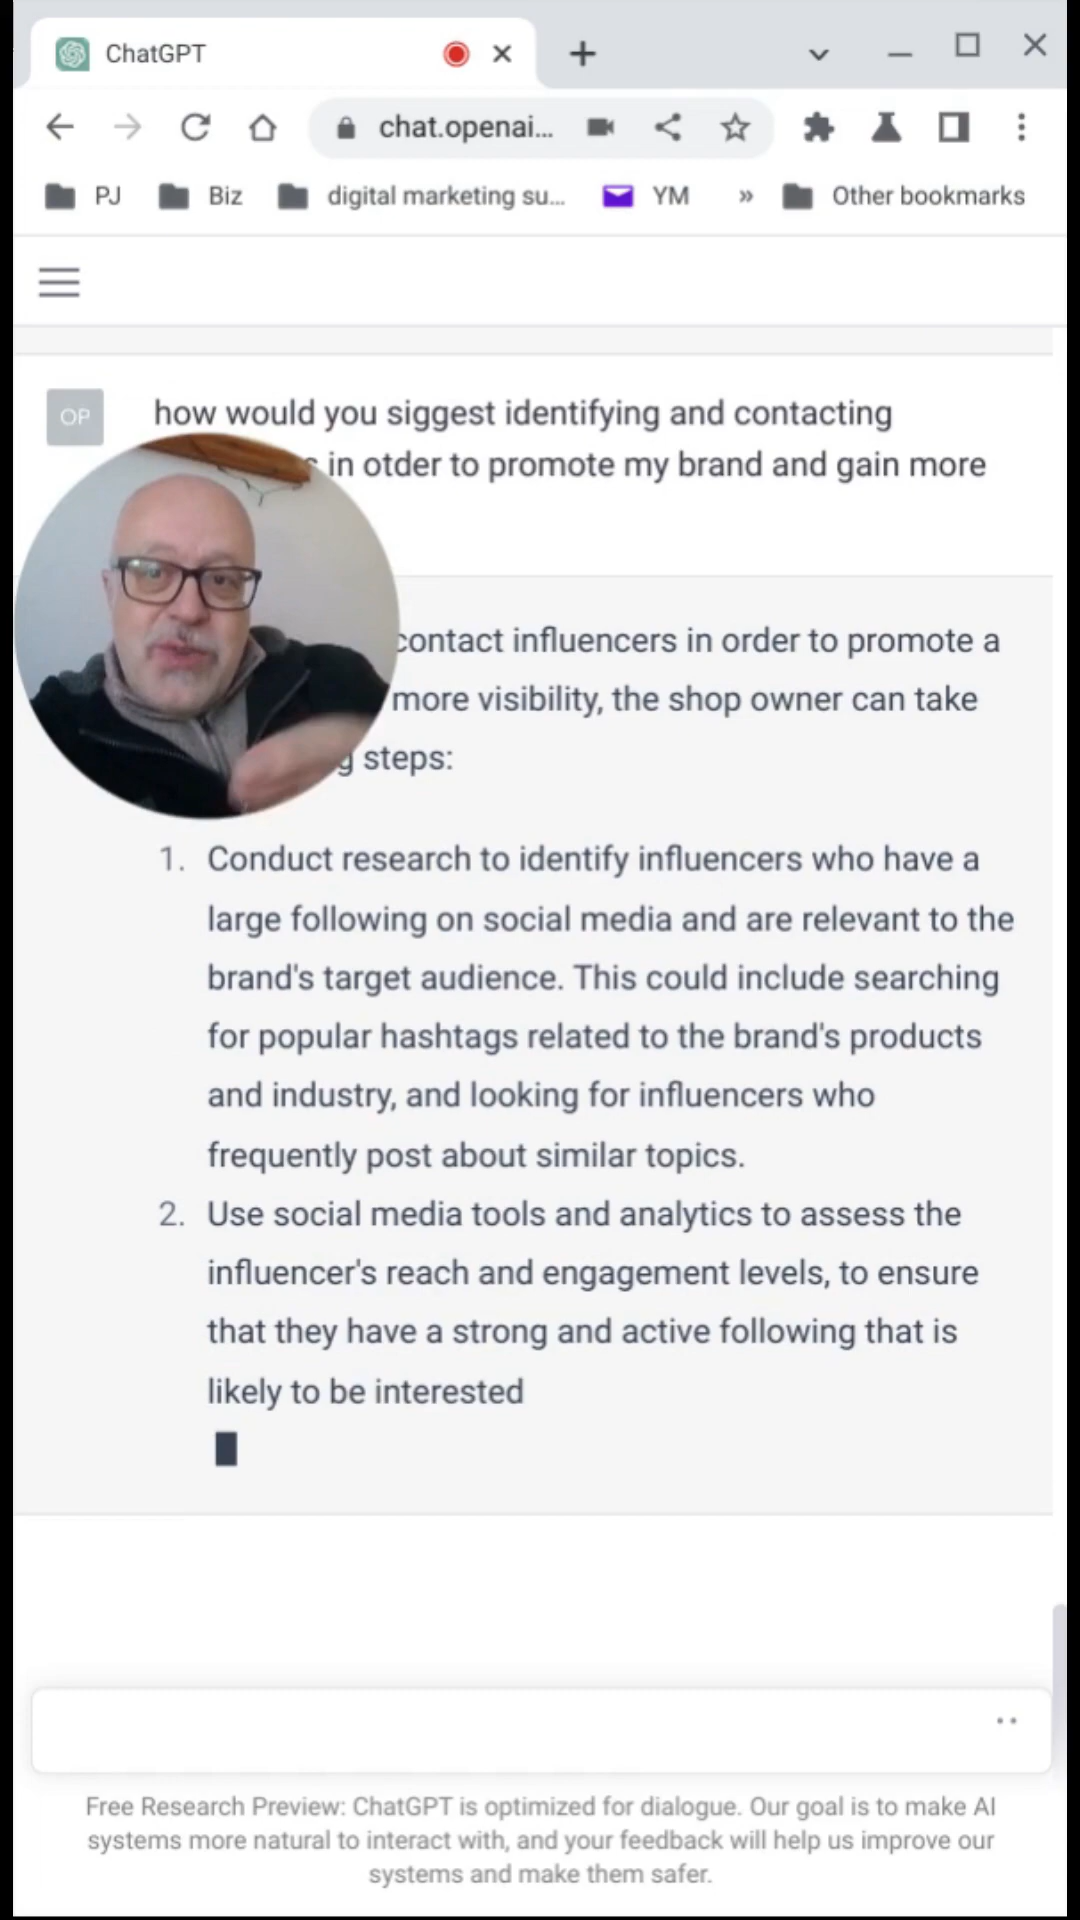 ChatGPT
chat.openai...
PJ Biz digital marketing su... YM » Other bookmarks
OP
how would you siggest identifying and contacting
in otder to promote my brand and gain more
contact influencers in order to promote a
more visibility, the shop owner can take
steps:
1. Conduct research to identify influencers who have a
large following on social media and are relevant to the
brand's target audience. This could include searching
for popular hashtags related to the brand's products
and industry, and looking for influencers who
frequently post about similar topics.
2. Use social media tools and analytics to assess the
influencer's reach and engagement levels, to ensure
that they have a strong and active following that is
likely to be interested
Free Research Preview: ChatGPT is optimized for dialogue. Our goal is to make AI
systems more natural to interact with, and your feedback will help us improve our
systems and make them safer.